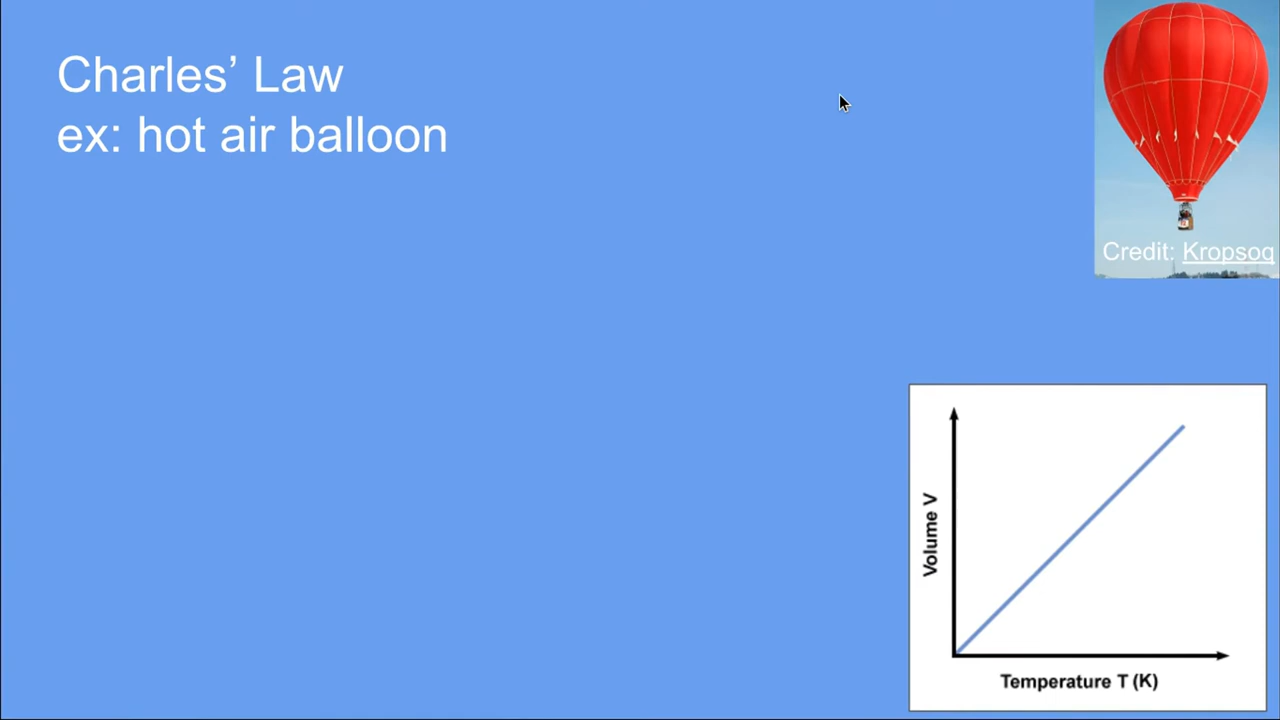 Charles’ Law
ex: hot air balloon
Credit: Kropsoq
Volume V
Temperature T (K)